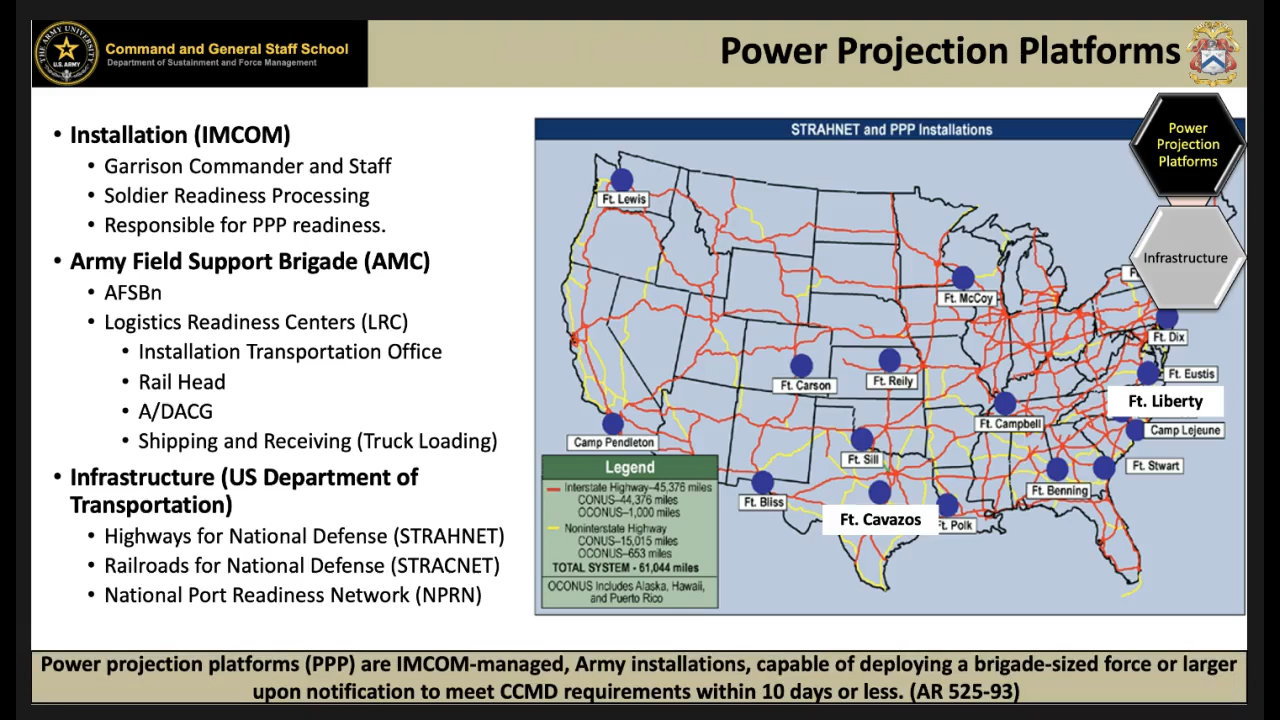 THE ARMY UNIVERSITY
U.S. ARMY
Command and General Staff School
Department of Sustainment and Force Management
Power Projection Platforms
• Installation (IMCOM)
• Garrison Commander and Staff
• Soldier Readiness Processing
• Responsible for PPP readiness.
• Army Field Support Brigade (AMC)
• AFSBn
• Logistics Readiness Centers (LRC)
• Installation Transportation Office
• Rail Head
• A/DACG
• Shipping and Receiving (Truck Loading)
• Infrastructure (US Department of
Transportation)
• Highways for National Defense (STRAHNET)
• Railroads for National Defense (STRACNET)
• National Port Readiness Network (NPRN)
STRAHNET and PPP Installations
Power
Projection
Platforms
Infrastructure
Ft. Lewis
Ft. McCoy
Ft. Dix
Ft. Carson
Ft. Reily
Ft. Eustis
Ft. Liberty
Ft. Campbell
Camp Lejeune
Camp Pendleton
Ft. Sill
Ft. Stwart
Ft. Benning
Ft. Bliss
Ft. Cavazos
Ft. Polk
Legend
Interstate Highway–45,376 miles
CONUS–44,376 miles
OCONUS–1,000 miles
Noninterstate Highway
CONUS–15,015 miles
OCONUS–653 miles
TOTAL SYSTEM - 61,044 miles
OCONUS Includes Alaska, Hawaii,
and Puerto Rico
Power projection platforms (PPP) are IMCOM-managed, Army installations, capable of deploying a brigade-sized force or larger
upon notification to meet CCMD requirements within 10 days or less. (AR 525-93)